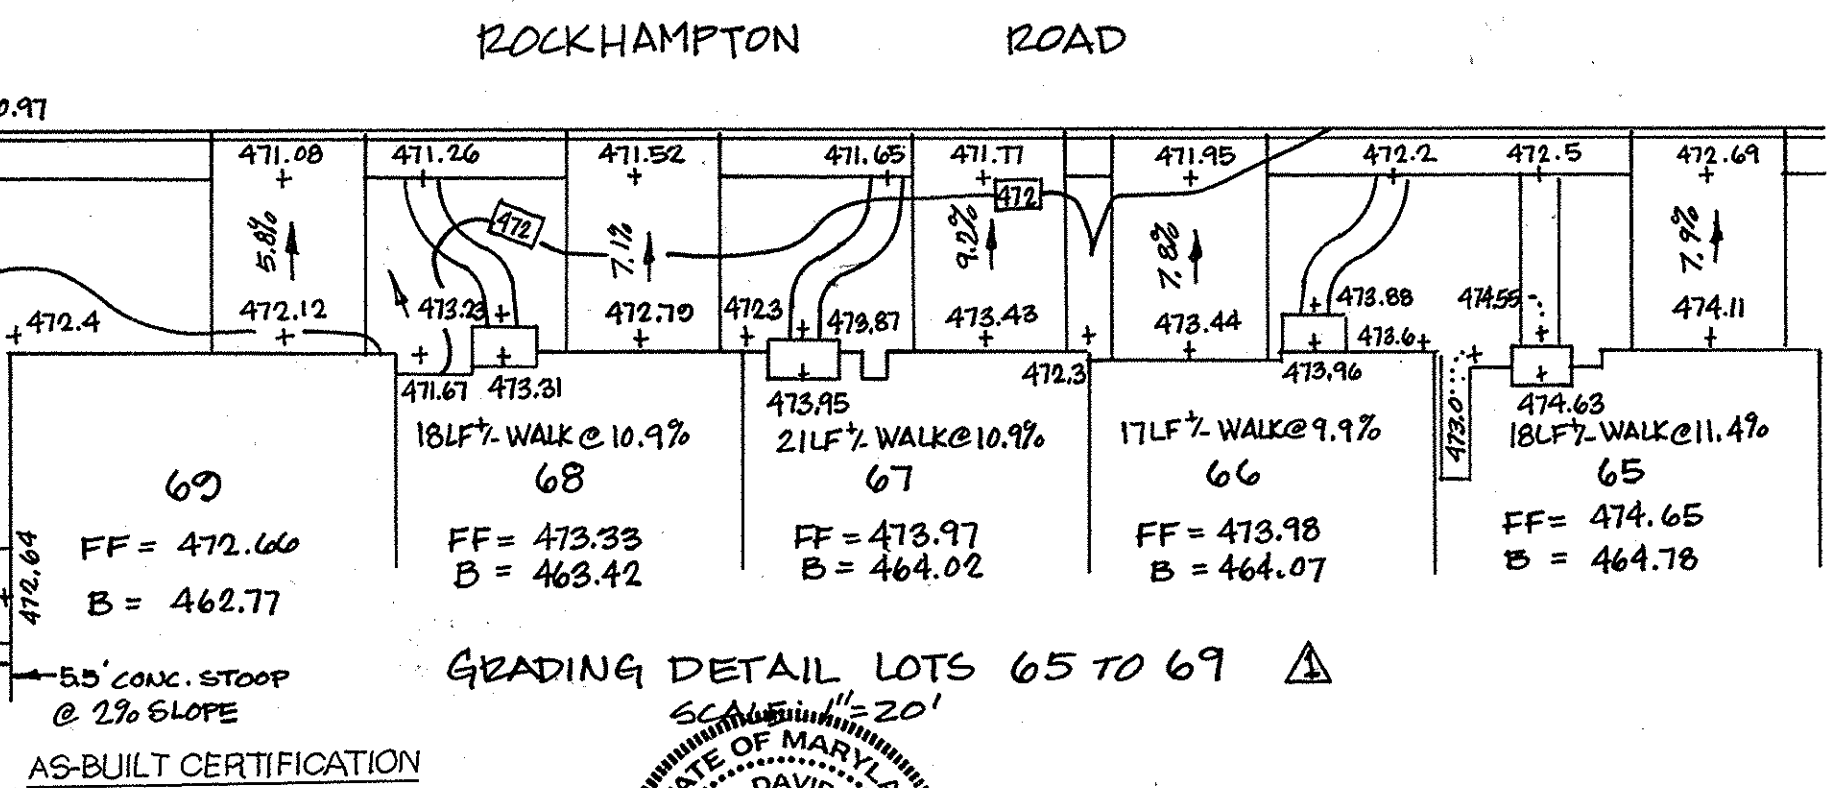 ROCKHAMPTON ROAD
0.97
471.08 471.26 471.52 471.65 471.77 471.95 472.2 472.5 472.69
5.8% 472 7.1% 9.2% 472 7.8% 7.9%
472.4 472.12 473.23 472.79 472.3 473.87 473.43 473.44 473.88 473.6 474.55 474.11
471.67 473.31 473.95 472.3 473.96 473.0 474.63
18LF+/- WALK @ 10.9% 21LF+/- WALK @ 10.9% 17LF+/- WALK @ 9.9% 18LF+/- WALK @ 11.4%
69 68 67 66 65
FF = 472.66 FF = 473.33 FF = 473.97 FF = 473.98 FF = 474.65
B = 462.77 B = 463.42 B = 464.02 B = 464.07 B = 464.78
472.64
5.5' CONC. STOOP
@ 2% SLOPE
GRADING DETAIL LOTS 65 TO 69 1
SCALE: 1"=20'
AS-BUILT CERTIFICATION
ATE OF MARYLA
DAVID